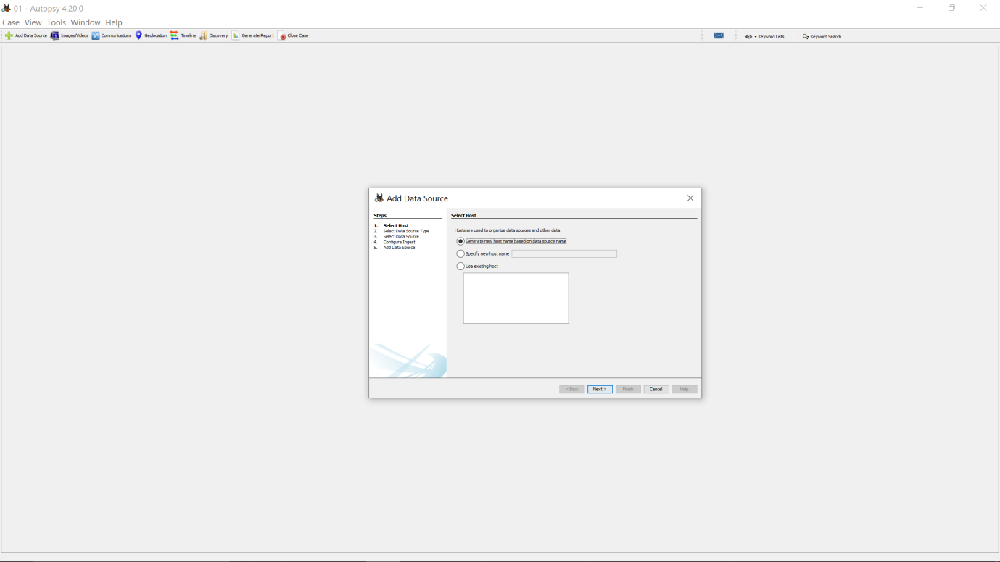 01 - Autopsy 4.20.0
Case View Tools Window Help
Add Data Source Images/Videos Communications Geolocation Timeline Discovery Generate Report Close Case Keyword Lists Keyword Search
Add Data Source
Steps
1. Select Host
2. Select Data Source Type
3. Select Data Source
4. Configure Ingest
5. Add Data Source
Select Host
Hosts are used to organize data sources and other data.
Generate new host name based on data source name
Specify new host name
Use existing host
< Back Next > Finish Cancel Help